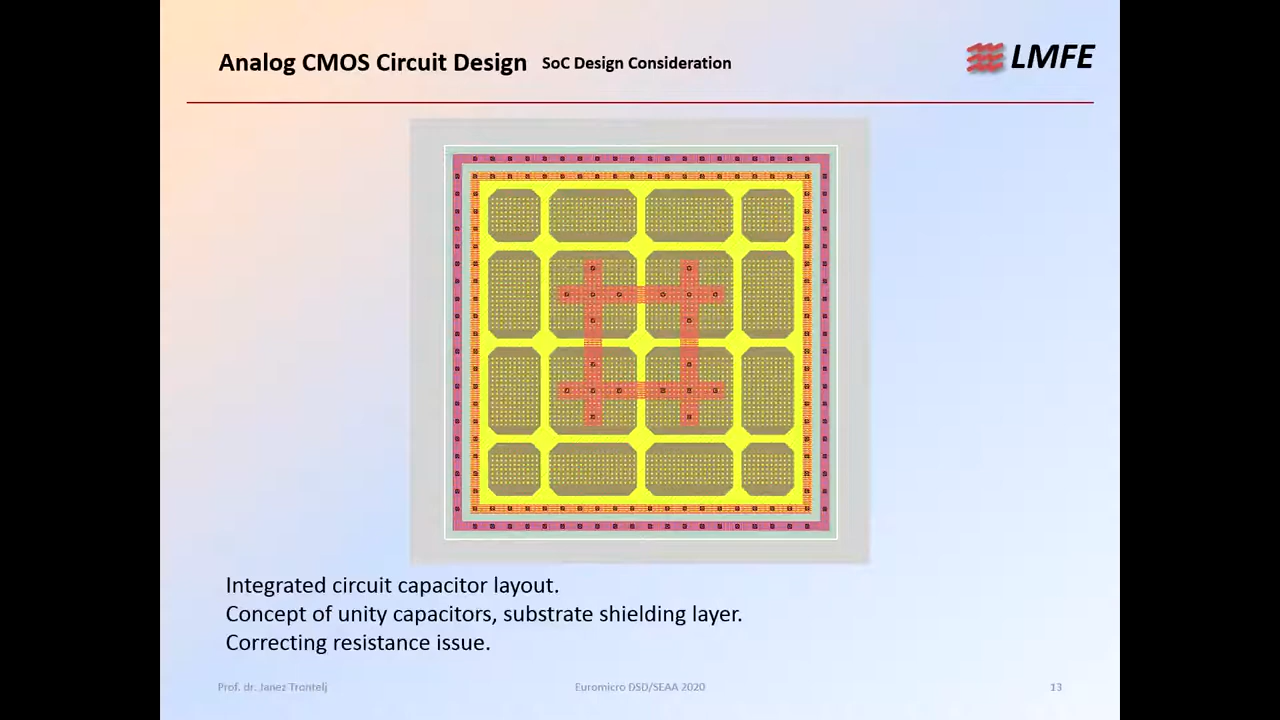 Analog CMOS Circuit Design SoC Design Consideration
LMFE
Integrated circuit capacitor layout.
Concept of unity capacitors, substrate shielding layer.
Correcting resistance issue.
Prof. dr. Janez Trontelj
Euromicro DSD/SEAA 2020
13